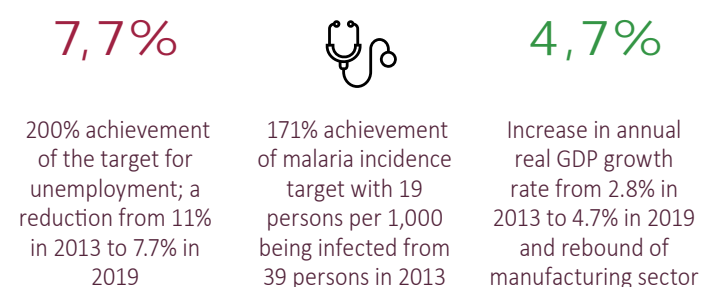 7,7%
200% achievement
of the target for
unemployment; a
reduction from 11%
in 2013 to 7.7% in
2019
171% achievement
of malaria incidence
target with 19
persons per 1,000
being infected from
39 persons in 2013
4,7%
Increase in annual
real GDP growth
rate from 2.8% in
2013 to 4.7% in 2019
and rebound of
manufacturing sector